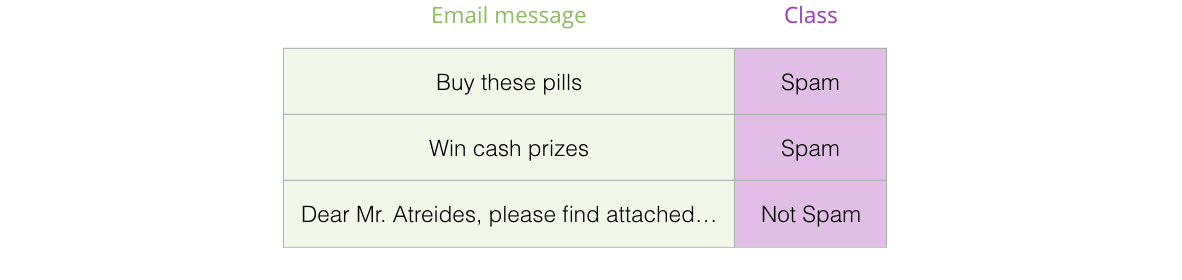 Email message Class
Buy these pills Spam
Win cash prizes Spam
Dear Mr. Atreides, please find attached... Not Spam